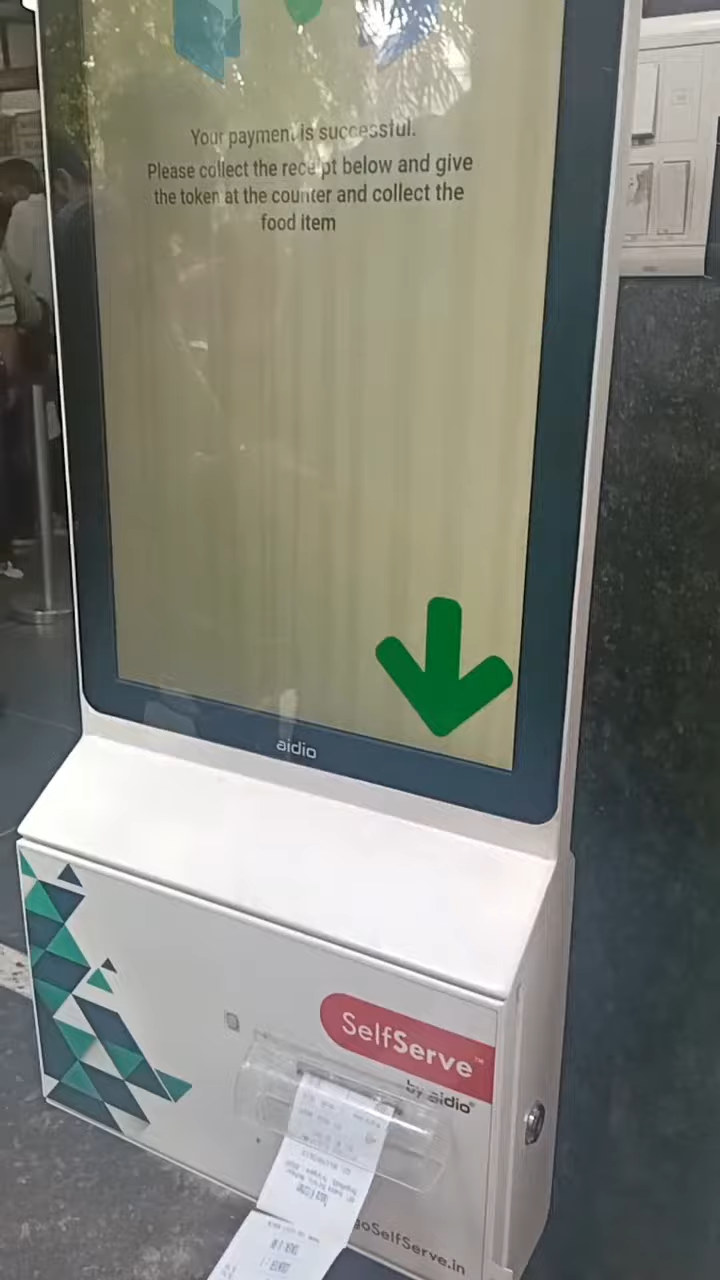 Your payment is successful.
Please collect the receipt below and give
the token at the counter and collect the
food item
aidio
SelfServe™
by aidio®
goSelfServe.in